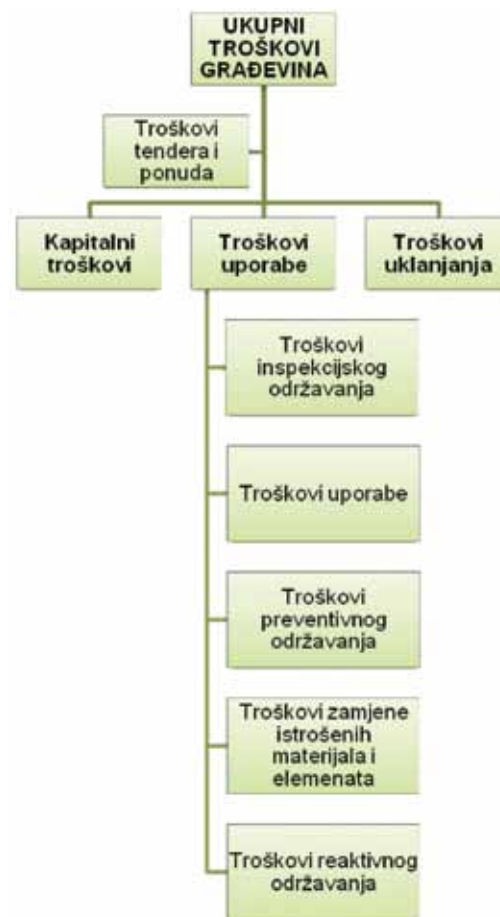 UKUPNI
TROŠKOVI
GRAĐEVINA
Troškovi
tendera i
ponuda
Kapitalni
troškovi
Troškovi
uporabe
Troškovi
uklanjanja
Troškovi
inspekcijskog
održavanja
Troškovi uporabe
Troškovi
preventivnog
održavanja
Troškovi zamjene
istrošenih
materijala i
elemenata
Troškovi reaktivnog
održavanja